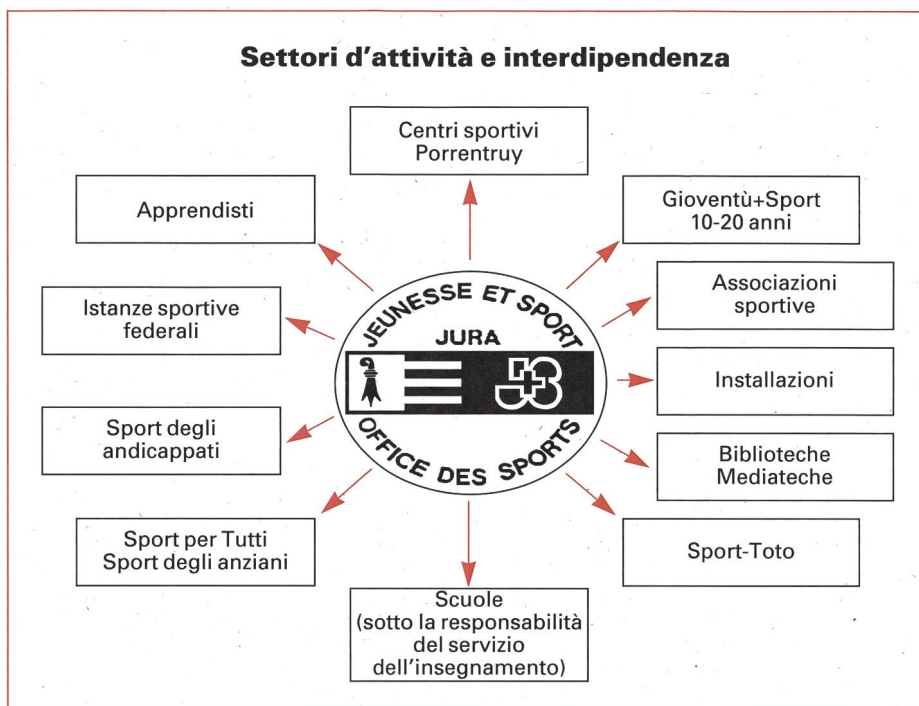 Settori d'attività e interdipendenza
Centri sportivi
Porrentruy
Apprendisti
Gioventù+Sport
10-20 anni
Istanze sportive
federali
Associazioni
sportive
JEUNESSE ET SPORT
JURA
J+S
OFFICE DES SPORTS
Installazioni
Sport degli
andicappati
Biblioteche
Mediateche
Sport per Tutti
Sport degli anziani
Sport-Toto
Scuole
(sotto la responsabilità
del servizio
dell'insegnamento)